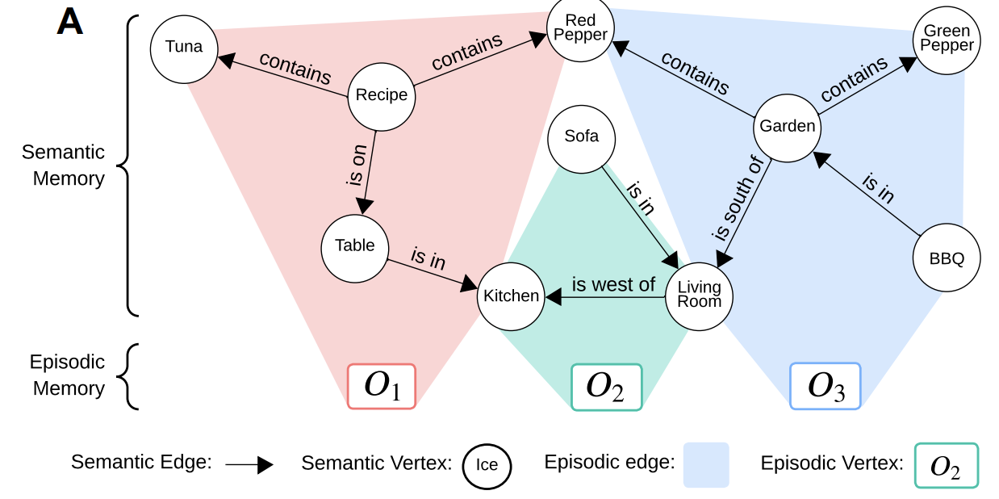 A
Tuna
Red
Pepper
Green
Pepper
contains
contains
contains
contains
Recipe
Sofa
Garden
Semantic
Memory
is on
is in
is south of
is in
Table
is in
Kitchen
is west of
Living
Room
BBQ
Episodic
Memory
O1
O2
O3
Semantic Edge:
Semantic Vertex:
Ice
Episodic edge:
Episodic Vertex:
O2